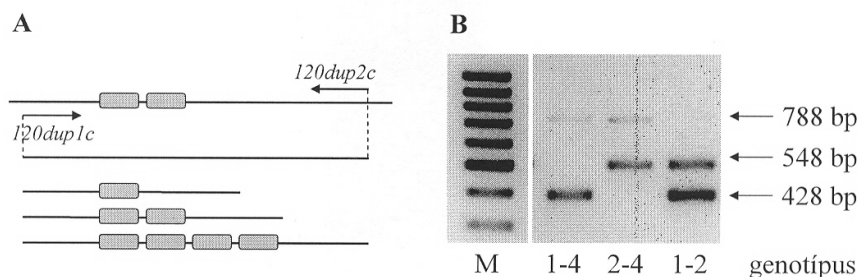 A
B
120dup2c
120dup1c
788 bp
548 bp
428 bp
M 1-4 2-4 1-2 genotípus